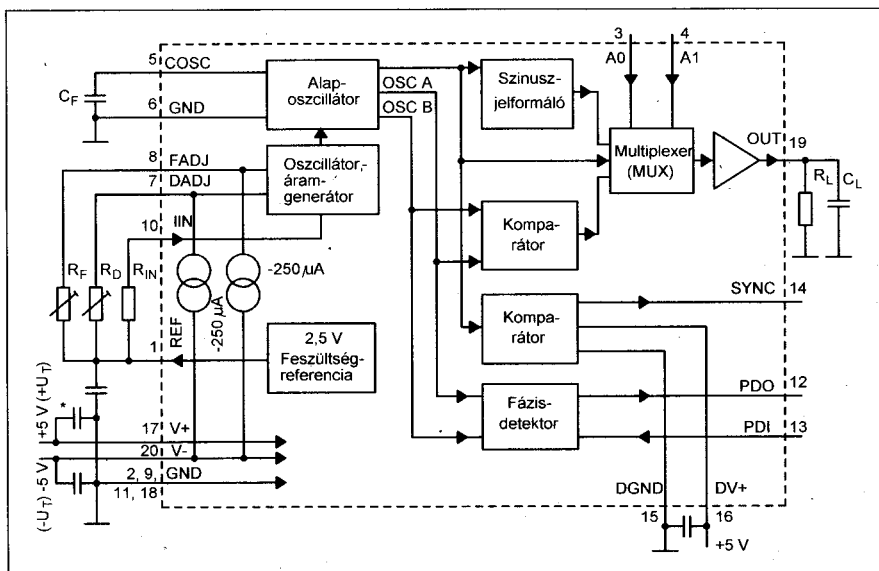 3
4
A0
A1
5
COSC
Alap-
oszcillátor
OSC A
OSC B
Szinusz-
jelformáló
C_F
6
GND
OUT
19
Multiplexer
(MUX)
R_L
C_L
8
FADJ
7
DADJ
Oszcillátor,-
áram-
generátor
10
IIN
Kompa-
rátor
R_F
R_D
R_IN
-250 µA
-250 µA
SYNC
14
Kompa-
rátor
REF
1
2,5 V
Feszültség-
referencia
PDO
12
Fázis-
detektor
PDI
13
+5 V (+U_T)
*
17
V+
20
V-
(-U_T) -5 V
2, 9,
11, 18
GND
DGND
DV+
15
16
+5 V